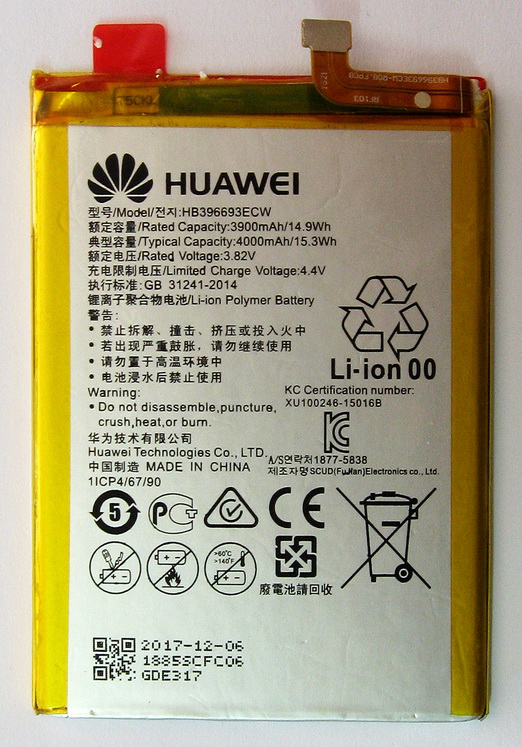 HB396693ECW-ROB.FPCB
HUAWEI
型号/Model/전지:HB396693ECW
额定容量/Rated Capacity:3900mAh/14.9Wh
典型容量/Typical Capacity:4000mAh/15.3Wh
额定电压/Rated Voltage:3.82V
充电限制电压/Limited Charge Voltage:4.4V
执行标准:GB 31241-2014
锂离子聚合物电池/Li-ion Polymer Battery
警告:
• 禁止拆解、撞击、挤压或投入火中
• 若出现严重鼓胀，请勿继续使用
• 请勿置于高温环境中
• 电池浸水后禁止使用
Li-ion 00
Warning:
• Do not disassemble,puncture,
crush,heat,or burn.
KC Certification number:
XU100246-15016B
华为技术有限公司
Huawei Technologies Co., LTD.
中国制造 MADE IN CHINA
1ICP4/67/90
A/S연락처1877-5838
제조자명SCUD(FuJian)Electronics co., Ltd.
5
PCT
CE
>60°C
>140°F
廢電池請回收
2017-12-06
1885SCFC06
GDE317